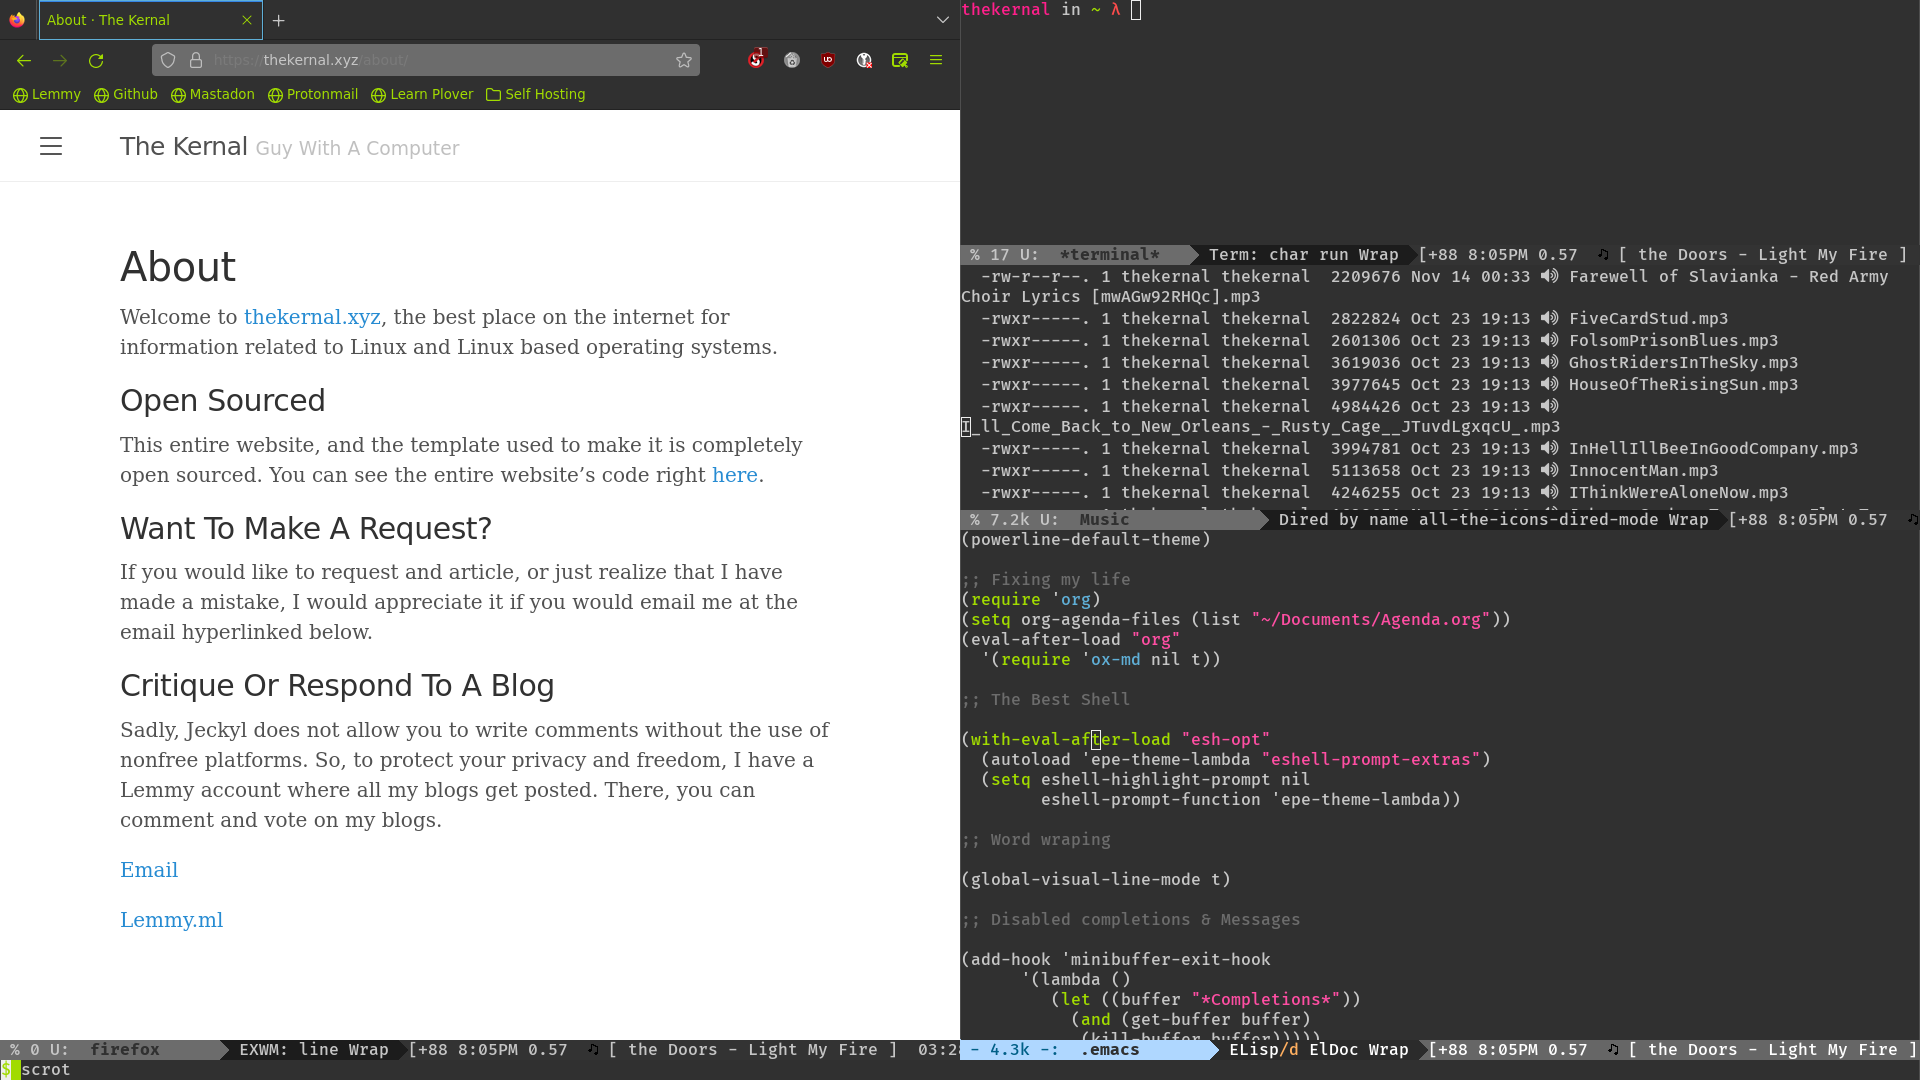 About · The Kernal
https://thekernal.xyz/about/
1
Lemmy Github Mastadon Protonmail Learn Plover Self Hosting
The Kernal Guy With A Computer
About
Welcome to thekernal.xyz, the best place on the internet for
information related to Linux and Linux based operating systems.
Open Sourced
This entire website, and the template used to make it is completely
open sourced. You can see the entire website’s code right here.
Want To Make A Request?
If you would like to request and article, or just realize that I have
made a mistake, I would appreciate it if you would email me at the
email hyperlinked below.
Critique Or Respond To A Blog
Sadly, Jeckyl does not allow you to write comments without the use of
nonfree platforms. So, to protect your privacy and freedom, I have a
Lemmy account where all my blogs get posted. There, you can
comment and vote on my blogs.
Email
Lemmy.ml
% 0 U: firefox EXWM: line Wrap [+88 8:05PM 0.57 ♫ [ the Doors - Light My Fire ] 03:2
$ scrot
thekernal in ~ λ
% 17 U: *terminal* Term: char run Wrap [+88 8:05PM 0.57 ♫ [ the Doors - Light My Fire ]
-rw-r--r--. 1 thekernal thekernal 2209676 Nov 14 00:33 Farewell of Slavianka - Red Army
Choir Lyrics [mwAGw92RHQc].mp3
-rwxr-----. 1 thekernal thekernal 2822824 Oct 23 19:13 FiveCardStud.mp3
-rwxr-----. 1 thekernal thekernal 2601306 Oct 23 19:13 FolsomPrisonBlues.mp3
-rwxr-----. 1 thekernal thekernal 3619036 Oct 23 19:13 GhostRidersInTheSky.mp3
-rwxr-----. 1 thekernal thekernal 3977645 Oct 23 19:13 HouseOfTheRisingSun.mp3
-rwxr-----. 1 thekernal thekernal 4984426 Oct 23 19:13
I_ll_Come_Back_to_New_Orleans_-_Rusty_Cage__JTuvdLgxqcU_.mp3
-rwxr-----. 1 thekernal thekernal 3994781 Oct 23 19:13 InHellIllBeeInGoodCompany.mp3
-rwxr-----. 1 thekernal thekernal 5113658 Oct 23 19:13 InnocentMan.mp3
-rwxr-----. 1 thekernal thekernal 4246255 Oct 23 19:13 IThinkWereAloneNow.mp3
% 7.2k U: Music Dired by name all-the-icons-dired-mode Wrap [+88 8:05PM 0.57 ♫
(powerline-default-theme)
;; Fixing my life
(require 'org)
(setq org-agenda-files (list "~/Documents/Agenda.org"))
(eval-after-load "org"
'(require 'ox-md nil t))
;; The Best Shell
(with-eval-after-load "esh-opt"
(autoload 'epe-theme-lambda "eshell-prompt-extras")
(setq eshell-highlight-prompt nil
eshell-prompt-function 'epe-theme-lambda))
;; Word wraping
(global-visual-line-mode t)
;; Disabled completions & Messages
(add-hook 'minibuffer-exit-hook
'(lambda ()
(let ((buffer "*Completions*"))
(and (get-buffer buffer)
(kill-buffer buffer)))))
- 4.3k -: .emacs ELisp/d ElDoc Wrap [+88 8:05PM 0.57 ♫ [ the Doors - Light My Fire ]